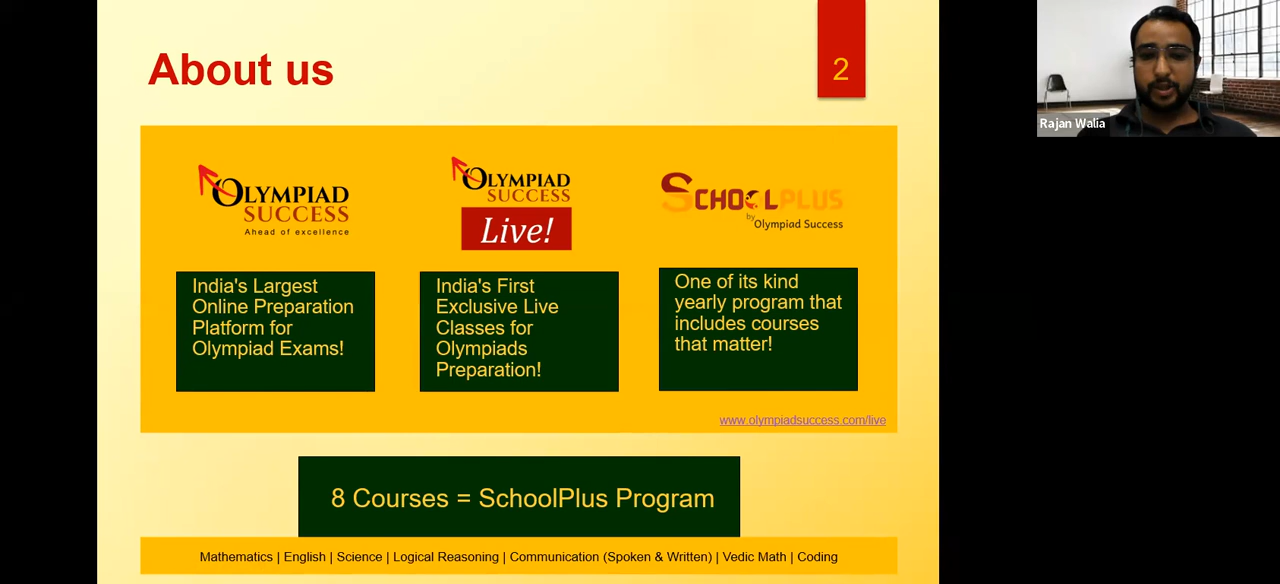 About us
2
OLYMPIAD
SUCCESS
Ahead of excellence
OLYMPIAD
SUCCESS
Live!
SCHOOLPLUS
by Olympiad Success
India's Largest
Online Preparation
Platform for
Olympiad Exams!
India's First
Exclusive Live
Classes for
Olympiads
Preparation!
One of its kind
yearly program that
includes courses
that matter!
www.olympiadsuccess.com/live
8 Courses = SchoolPlus Program
Mathematics | English | Science | Logical Reasoning | Communication (Spoken & Written) | Vedic Math | Coding
Rajan Walia